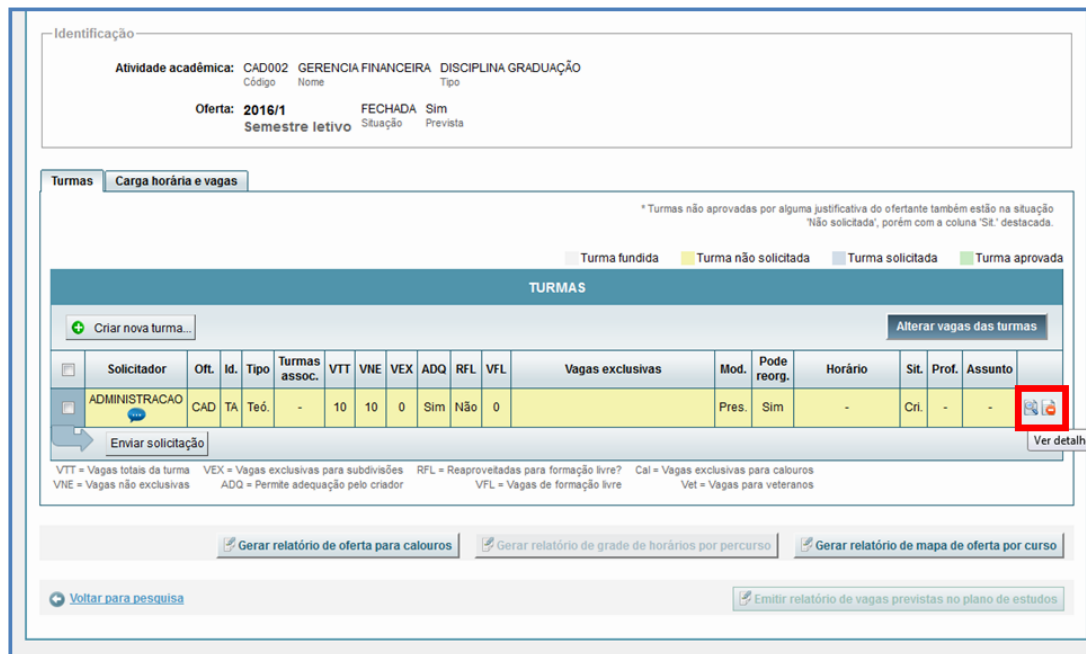 Identificação
Atividade acadêmica: CAD002 GERENCIA FINANCEIRA DISCIPLINA GRADUAÇÃO
Código Nome Tipo
Oferta: 2016/1 FECHADA Sim
Semestre letivo Situação Prevista
Turmas Carga horária e vagas
* Turmas não aprovadas por alguma justificativa do ofertante também estão na situação
'Não solicitada', porém com a coluna 'Sit.' destacada.
Turma fundida Turma não solicitada Turma solicitada Turma aprovada
TURMAS
Criar nova turma... Alterar vagas das turmas
Solicitador Oft. Id. Tipo Turmas assoc. VTT VNE VEX ADQ RFL VFL Vagas exclusivas Mod. Pode reorg. Horário Sit. Prof. Assunto
ADMINISTRACAO CAD TA Teó. - 10 10 0 Sim Não 0 Pres. Sim - Cri. - -
Enviar solicitação Ver detalh
VTT = Vagas totais da turma VEX = Vagas exclusivas para subdivisões RFL = Reaproveitadas para formação livre? Cal = Vagas exclusivas para calouros
VNE = Vagas não exclusivas ADQ = Permite adequação pelo criador VFL = Vagas de formação livre Vet = Vagas para veteranos
Gerar relatório de oferta para calouros Gerar relatório de grade de horários por percurso Gerar relatório de mapa de oferta por curso
Voltar para pesquisa Emitir relatório de vagas previstas no plano de estudos